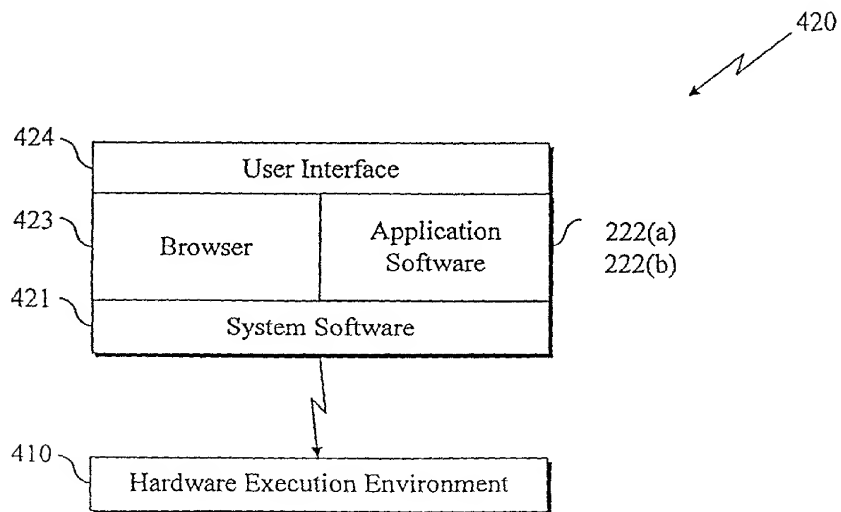 420
424
User Interface
423
Browser
Application
Software
222(a)
222(b)
421
System Software
410
Hardware Execution Environment